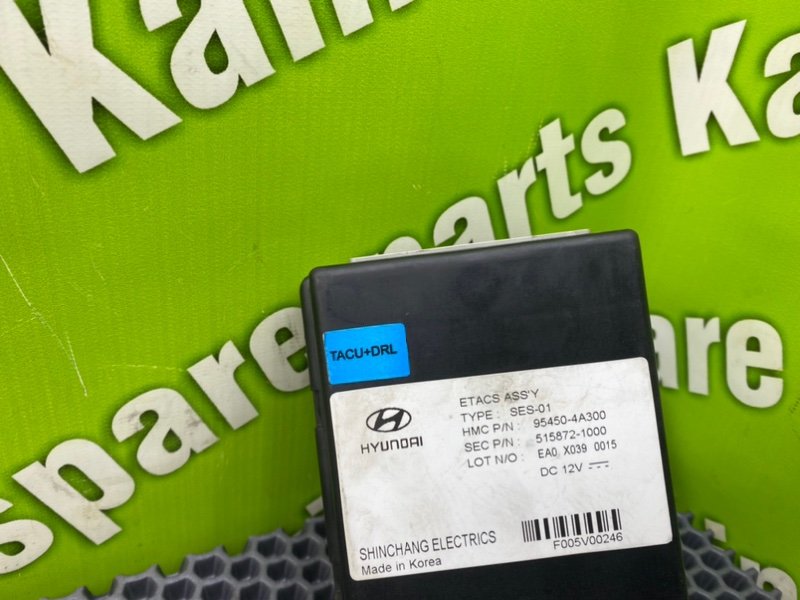 Kam
spare
Ka
parts
spare
are
TACU+DRL
HYUNDAI
ETACS ASS'Y
TYPE : SES-01
HMC P/N : 95450-4A300
SEC P/N : 515872-1000
LOT N/O : EA0 X039 0015
DC 12V
SHINCHANG ELECTRICS
Made in Korea
F005V00246